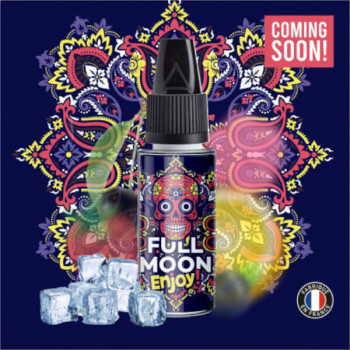 COMING
SOON!
FULL
MOON
Enjoy!
FABRIQUÉ
EN FRANCE